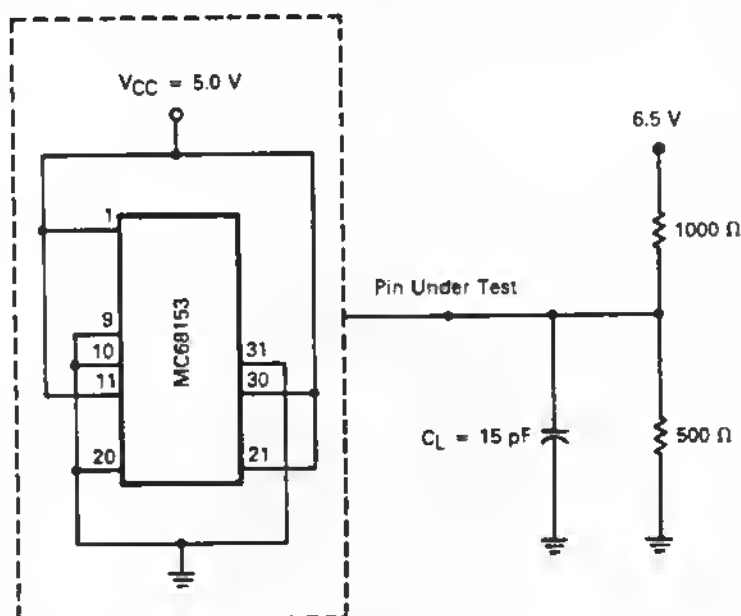 VCC = 5.0 V
6.5 V
1
1000 Ω
Pin Under Test
9
10
11
MC68153
31
30
20
21
CL = 15 pF
500 Ω